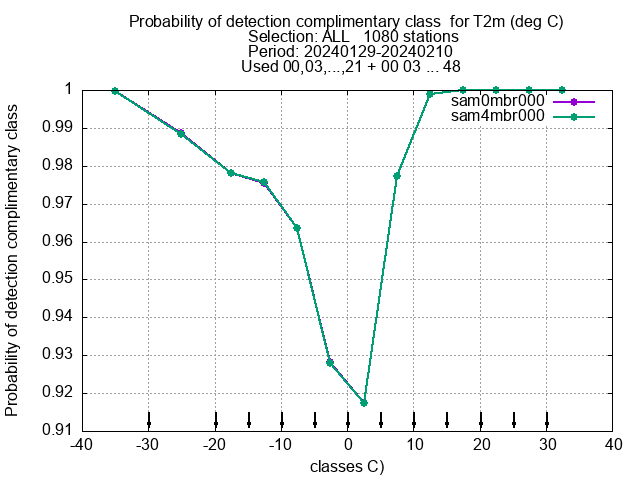 Probability of detection complimentary class  for T2m (deg C)
Selection: ALL   1080 stations
Period: 20240129-20240210
Used 00,03,...,21 + 00 03 ... 48
sam0mbr000
sam4mbr000
Probability of detection complimentary class
1
0.99
0.98
0.97
0.96
0.95
0.94
0.93
0.92
0.91
-40 -30 -20 -10 0 10 20 30 40
classes C)